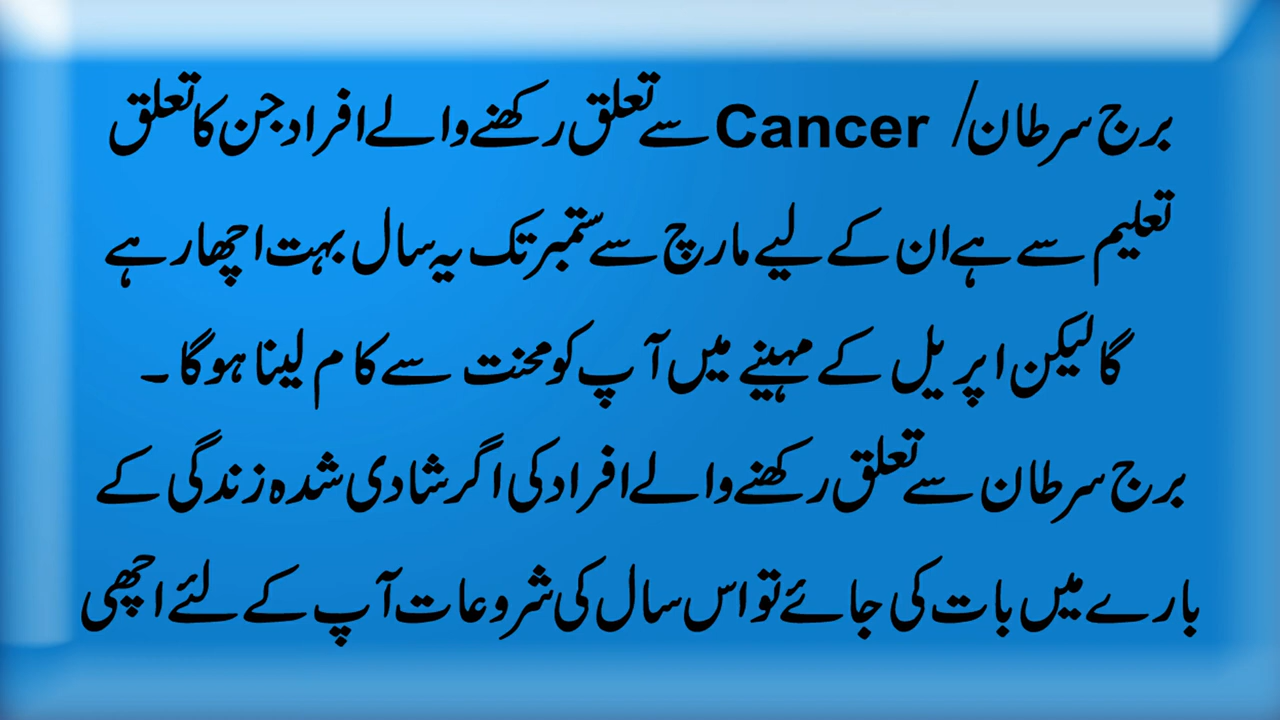 برج سرطان/ Cancer سے تعلق رکھنے والے افراد جن کا تعلق
تعلیم سے ہے ان کے لیے مارچ سے ستمبر تک یہ سال بہت اچھا رہے
گا لیکن اپریل کے مہینے میں آپ کو محنت سے کام لینا ہوگا ۔
برج سرطان سے تعلق رکھنے والے افراد کی اگر شادی شدہ زندگی کے
بارے میں بات کی جائے تو اس سال کی شروعات آپ کے لئے اچھی